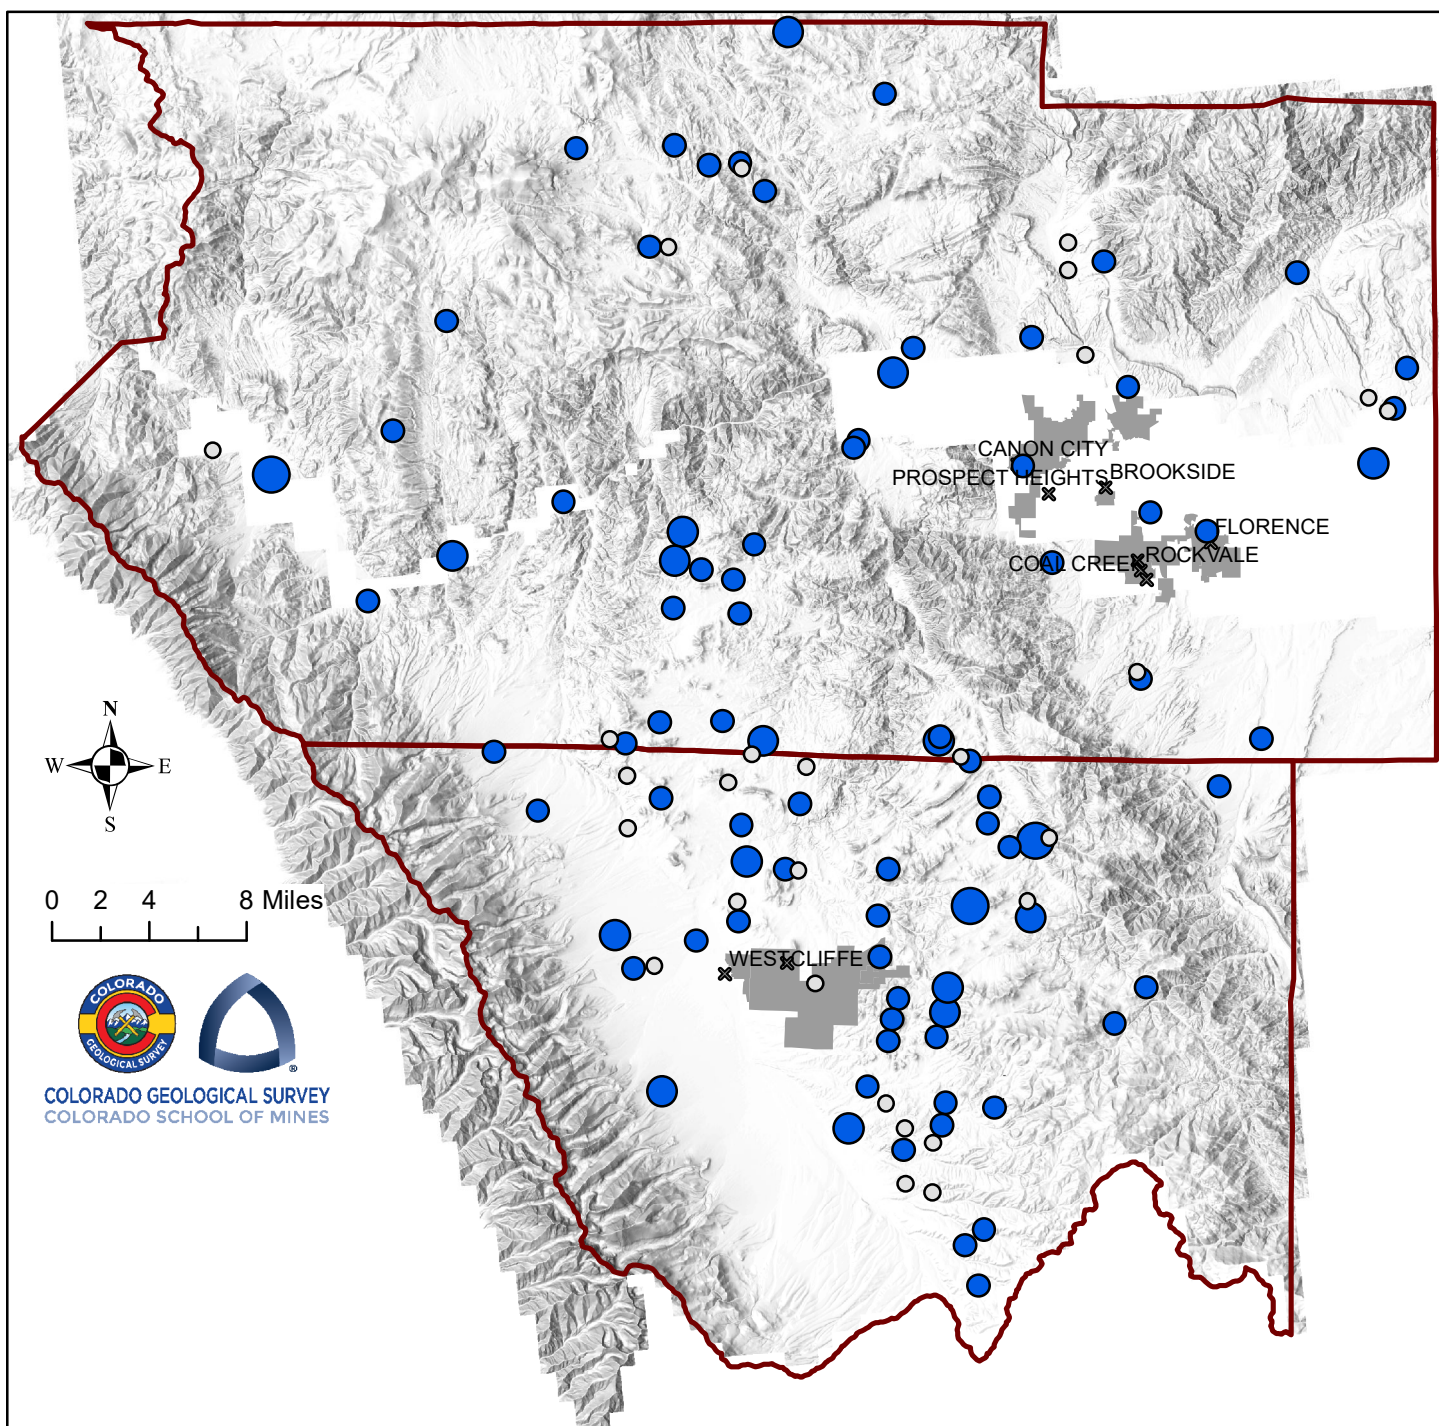 CANON CITY
PROSPECT HEIGHTS
BROOKSIDE
FLORENCE
ROCKVALE
COAL CREE
N
W
E
S
0 2 4 8 Miles
WESTCLIFFE
COLORADO
GEOLOGICAL SURVEY
®
COLORADO GEOLOGICAL SURVEY
COLORADO SCHOOL OF MINES